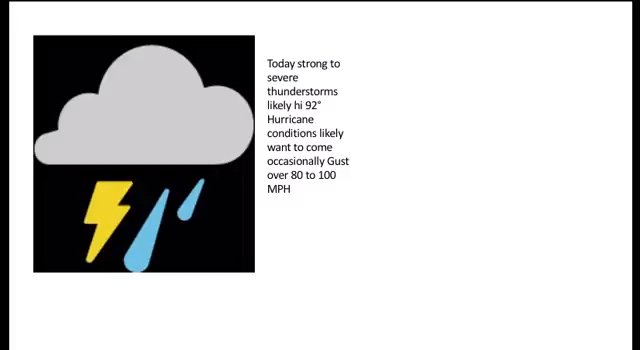 Today strong to
severe
thunderstorms
likely hi 92°
Hurricane
conditions likely
want to come
occasionally Gust
over 80 to 100
MPH